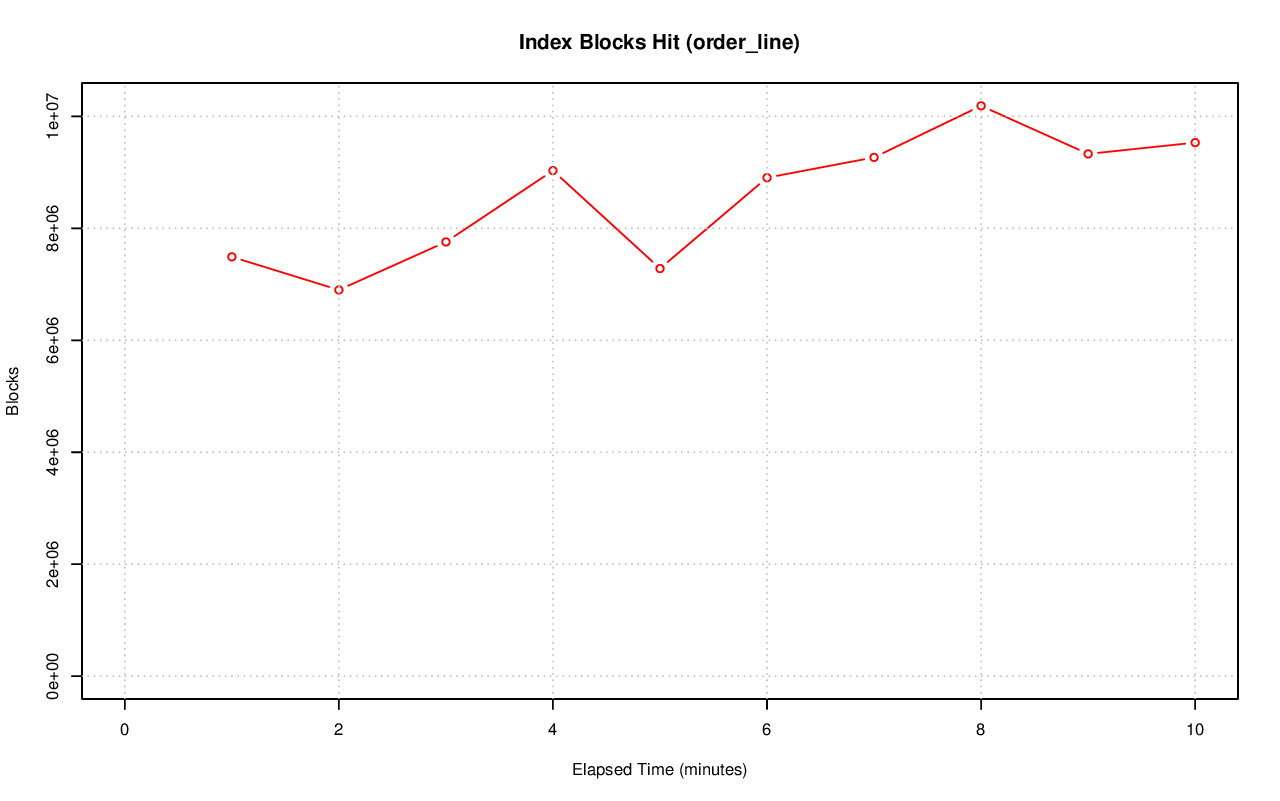 Index Blocks Hit (order_line)
1e+07
8e+06
6e+06
4e+06
2e+06
0e+00
Blocks
0 2 4 6 8 10
Elapsed Time (minutes)